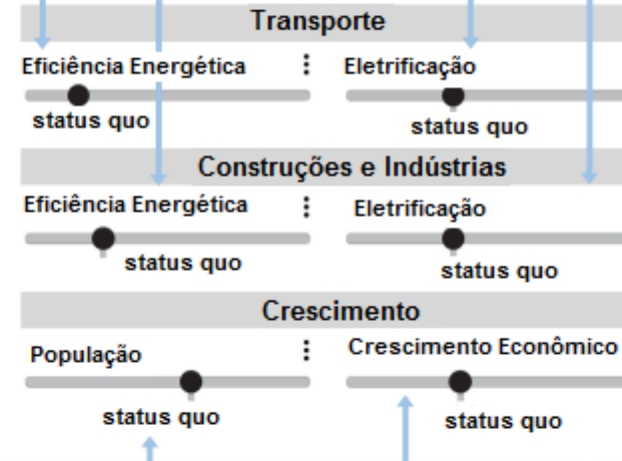 Transporte
Eficiência Energética
Eletrificação
status quo
status quo
Construções e Indústrias
Eficiência Energética
Eletrificação
status quo
status quo
Crescimento
População
Crescimento Econômico
status quo
status quo